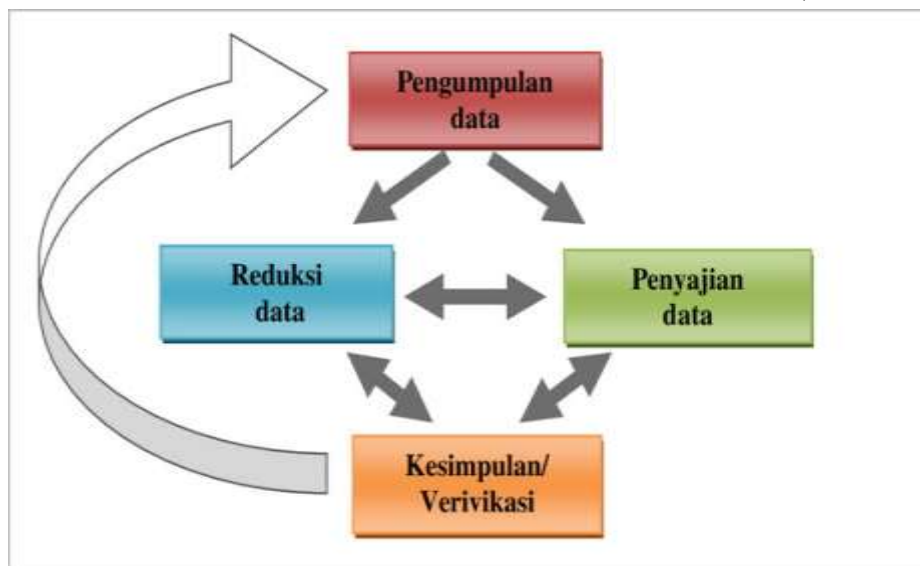 Pengumpulan
data
Reduksi
data
Penyajian
data
Kesimpulan/
Verivikasi